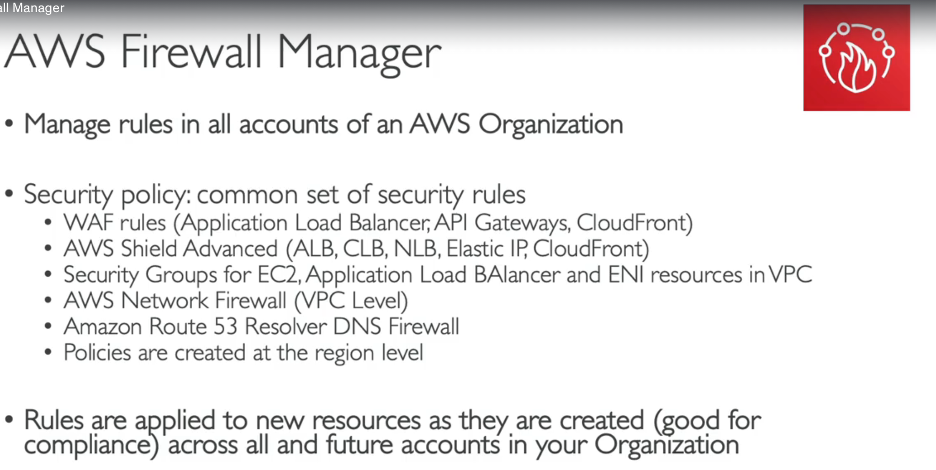 all Manager
AWS Firewall Manager
• Manage rules in all accounts of an AWS Organization
• Security policy: common set of security rules
• WAF rules (Application Load Balancer, API Gateways, CloudFront)
• AWS Shield Advanced (ALB, CLB, NLB, Elastic IP, CloudFront)
• Security Groups for EC2, Application Load BAlancer and ENI resources in VPC
• AWS Network Firewall (VPC Level)
• Amazon Route 53 Resolver DNS Firewall
• Policies are created at the region level
• Rules are applied to new resources as they are created (good for
compliance) across all and future accounts in your Organization